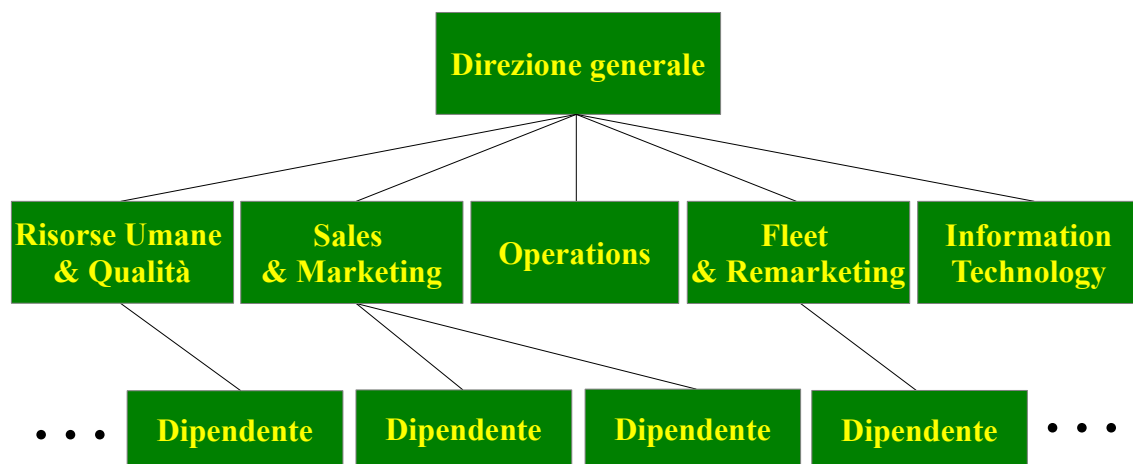 Direzione generale
Risorse Umane
& Qualità
Sales
& Marketing
Operations
Fleet
& Remarketing
Information
Technology
. . .
Dipendente
Dipendente
Dipendente
Dipendente
. . .